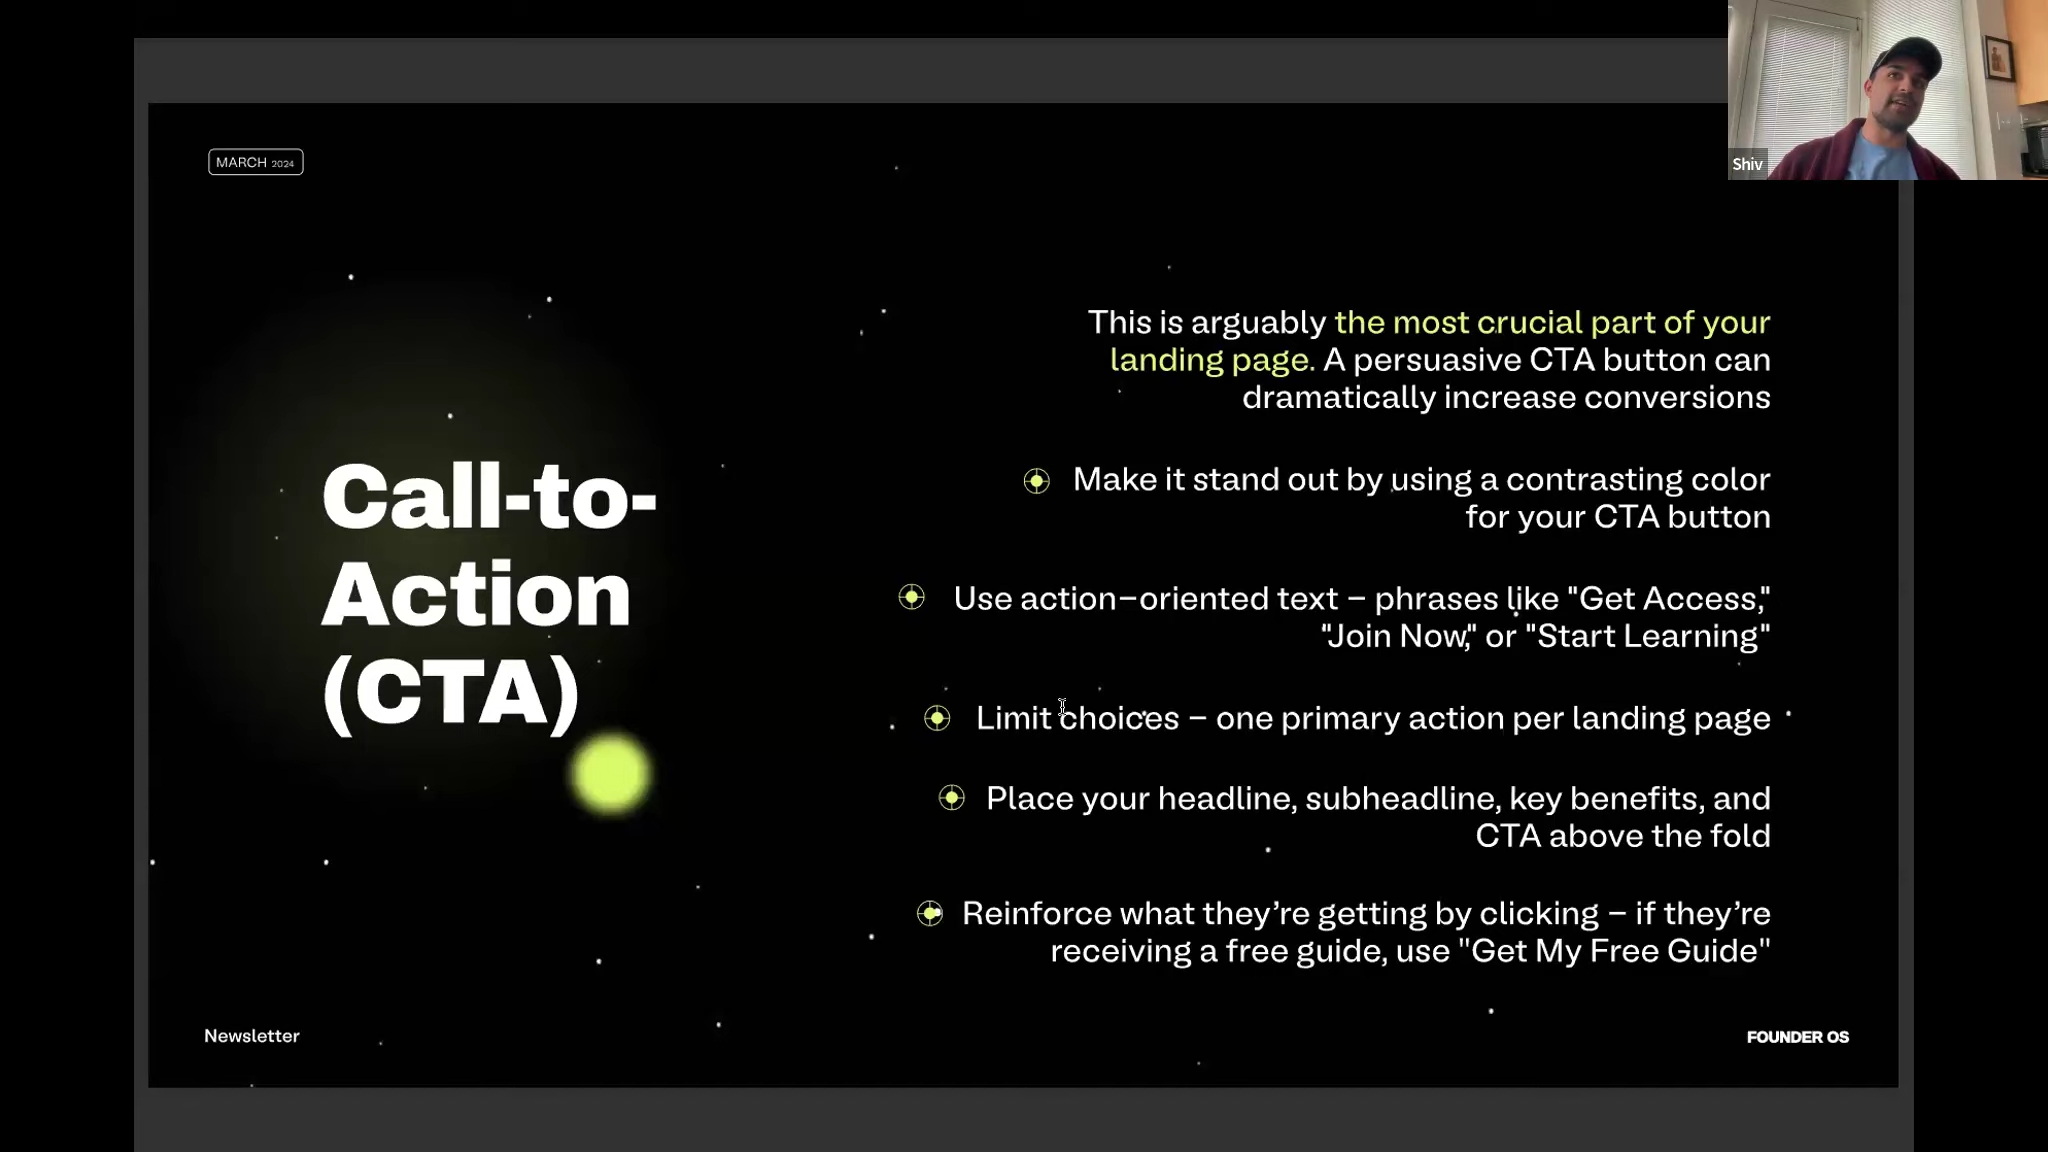 MARCH 2024
Shiv
Call-to-
Action
(CTA)
This is arguably the most crucial part of your
landing page. A persuasive CTA button can
dramatically increase conversions
Make it stand out by using a contrasting color
for your CTA button
Use action–oriented text – phrases like "Get Access,"
"Join Now," or "Start Learning"
Limit choices – one primary action per landing page
Place your headline, subheadline, key benefits, and
CTA above the fold
Reinforce what they’re getting by clicking – if they’re
receiving a free guide, use "Get My Free Guide"
Newsletter
FOUNDER OS